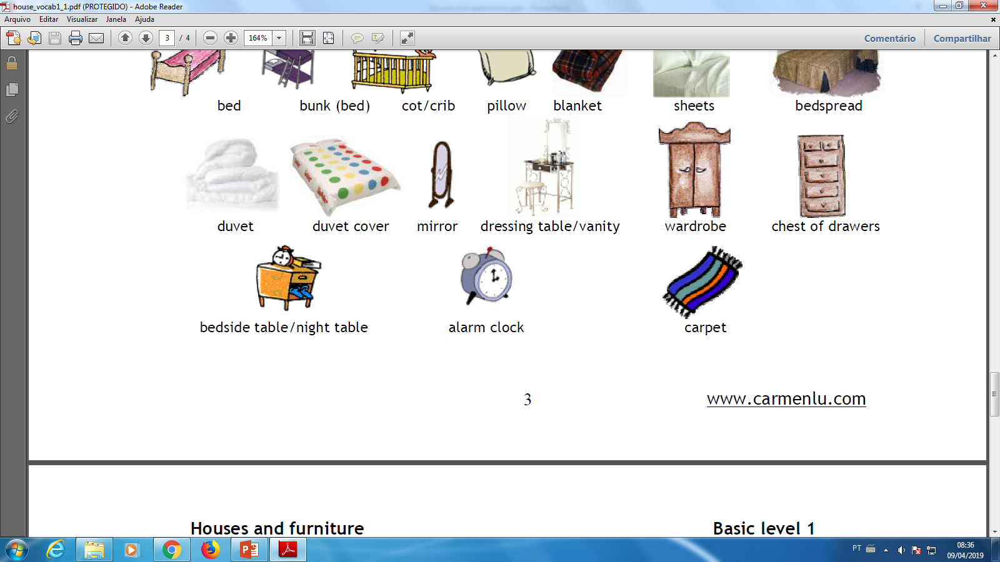 house_vocab1_1.pdf (PROTEGIDO) - Adobe Reader
Arquivo Editar Visualizar Janela Ajuda
3 / 4 164% Comentário Compartilhar
bed bunk (bed) cot/crib pillow blanket sheets bedspread
duvet duvet cover mirror dressing table/vanity wardrobe chest of drawers
bedside table/night table alarm clock carpet
3 www.carmenlu.com
Houses and furniture Basic level 1
PT 08:36
09/04/2019